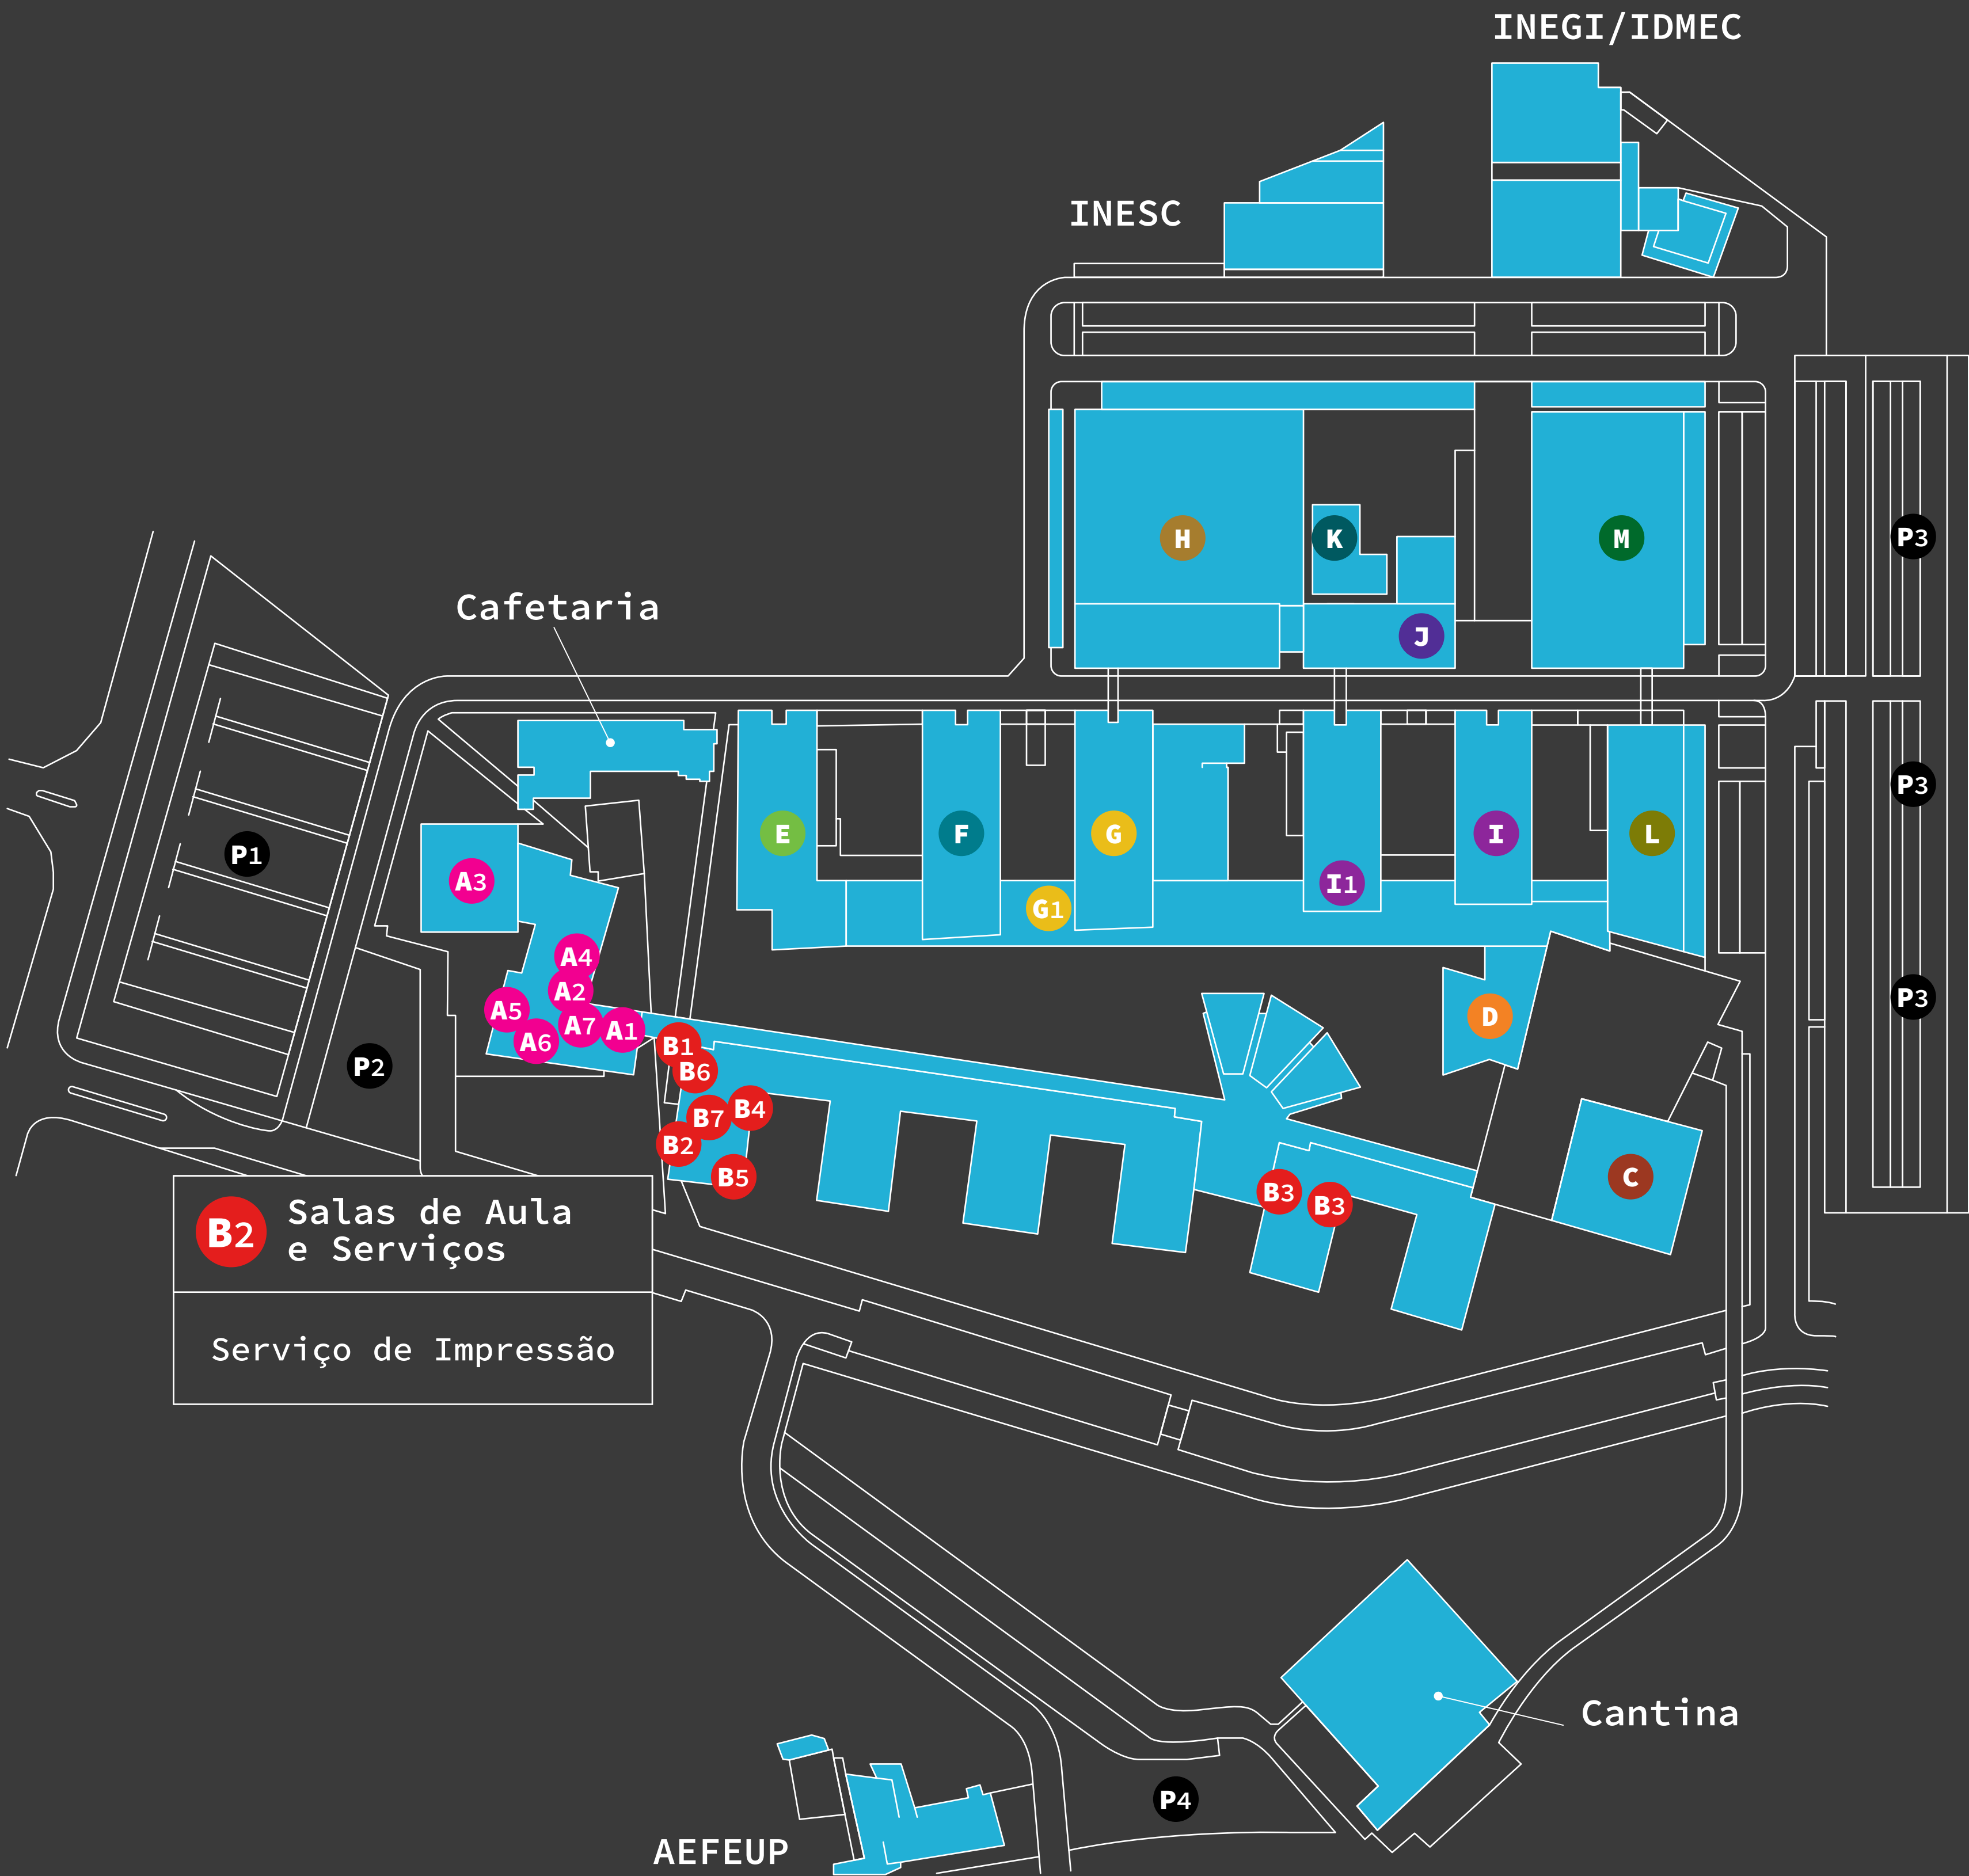 INEGI/IDMEC
INESC
H
K
M
P3
Cafetaria
J
P3
E
F
G
I
L
P1
A3
I1
G1
A4
A2
P3
A5
D
A7
A1
A6
B1
P2
B6
B4
B7
B2
B5
C
B3
B3
B2
Salas de Aula
e Serviços
Serviço de Impressão
Cantina
P4
AEFEUP